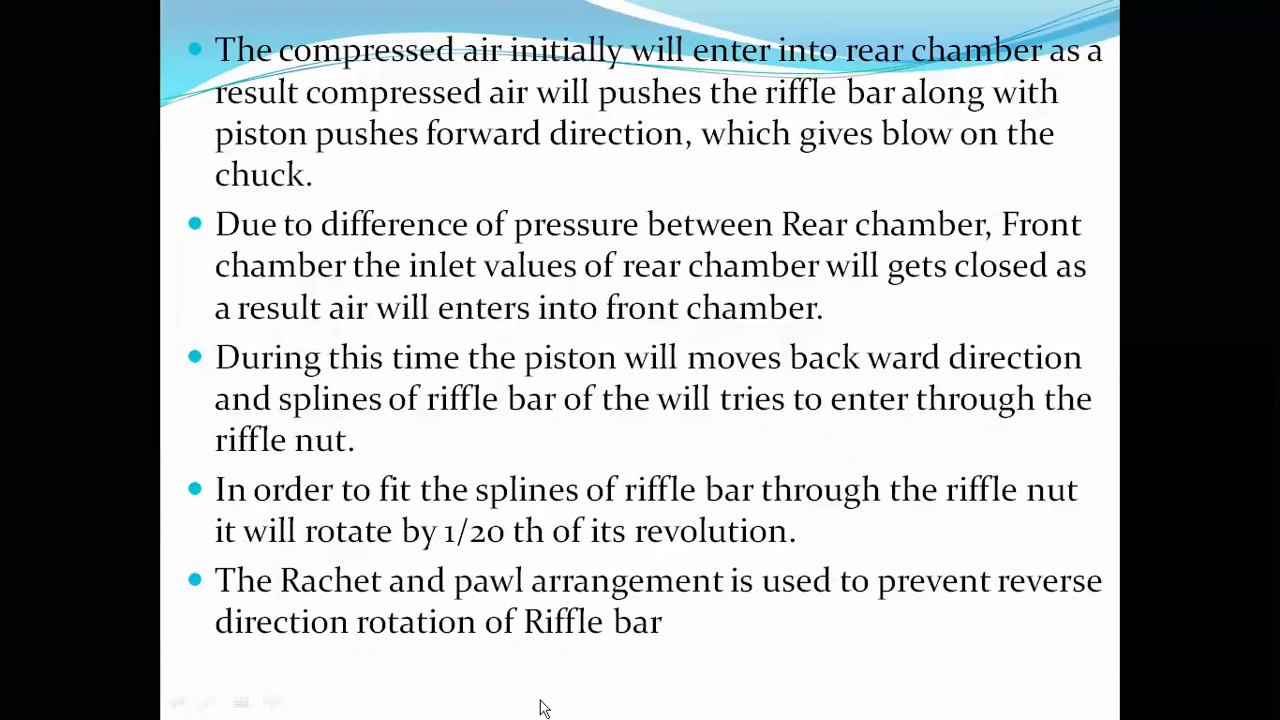 The compressed air initially will enter into rear chamber as a
result compressed air will pushes the riffle bar along with
piston pushes forward direction, which gives blow on the
chuck.
Due to difference of pressure between Rear chamber, Front
chamber the inlet values of rear chamber will gets closed as
a result air will enters into front chamber.
During this time the piston will moves back ward direction
and splines of riffle bar of the will tries to enter through the
riffle nut.
In order to fit the splines of riffle bar through the riffle nut
it will rotate by 1/20 th of its revolution.
The Rachet and pawl arrangement is used to prevent reverse
direction rotation of Riffle bar